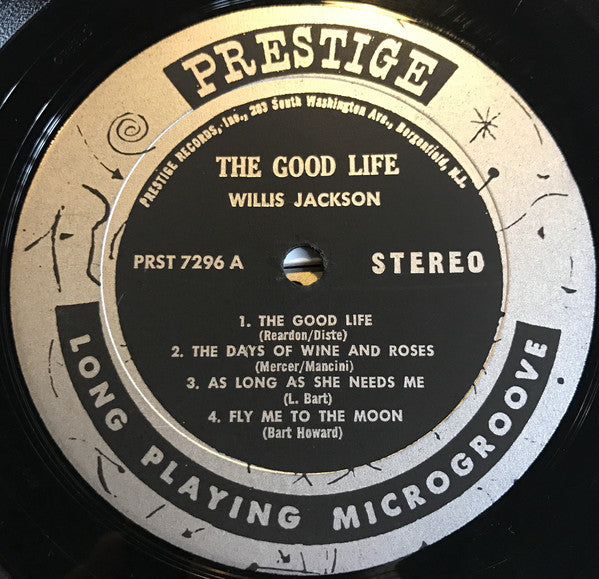 PRESTIGE
PRESTIGE RECORDS, Inc., 203 South Washington Ave., Bergenfield, N.J.
THE GOOD LIFE
WILLIS JACKSON
PRST 7296 A
STEREO
1. THE GOOD LIFE
(Reardon/Diste)
2. THE DAYS OF WINE AND ROSES
(Mercer/Mancini)
3. AS LONG AS SHE NEEDS ME
(L. Bart)
4. FLY ME TO THE MOON
(Bart Howard)
LONG PLAYING MICROGROOVE